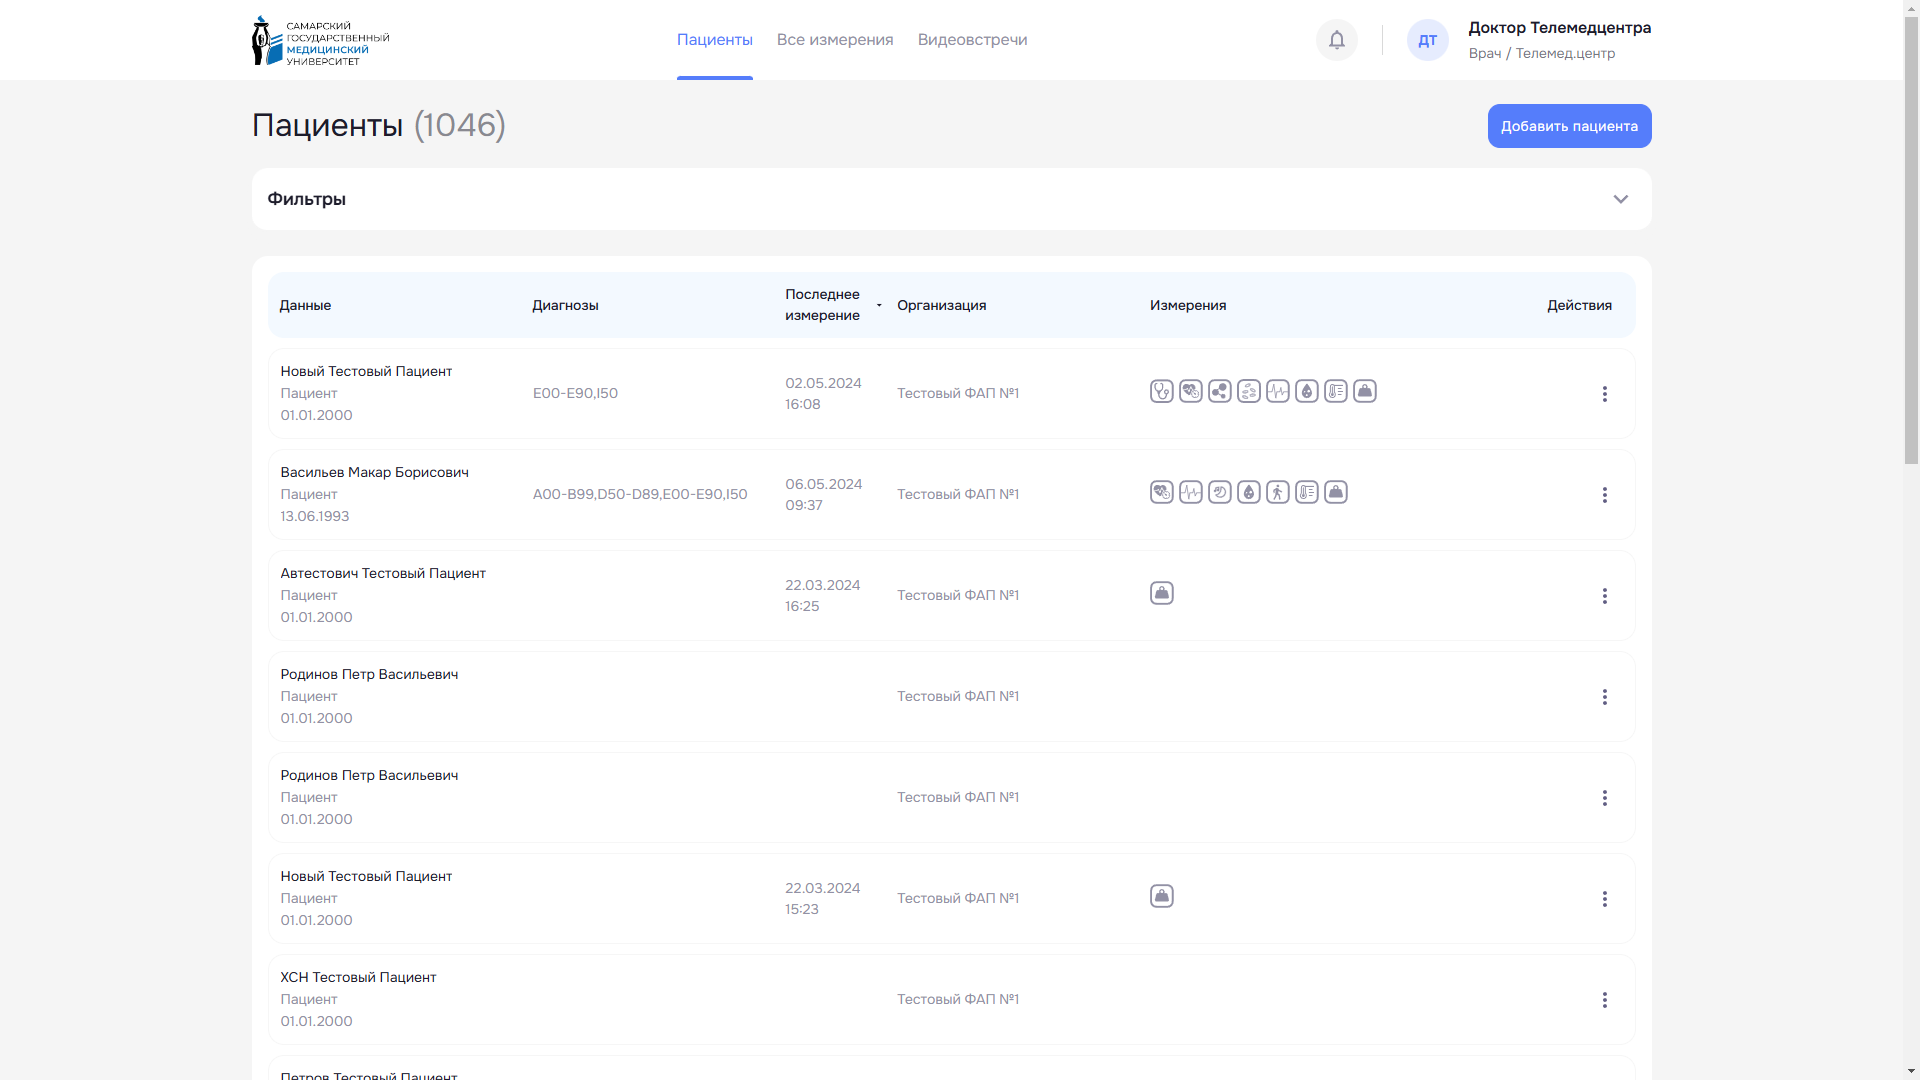 САМАРСКИЙ
ГОСУДАРСТВЕННЫЙ
МЕДИЦИНСКИЙ
УНИВЕРСИТЕТ
Пациенты
Все измерения
Видеовстречи
ДТ
Доктор Телемедцентра
Врач / Телемед.центр
Пациенты (1046)
Добавить пациента
Фильтры
Данные
Диагнозы
Последнее
измерение
Организация
Измерения
Действия
Новый Тестовый Пациент
Пациент
01.01.2000
E00-E90,I50
02.05.2024
16:08
Тестовый ФАП №1
Васильев Макар Борисович
Пациент
13.06.1993
A00-B99,D50-D89,E00-E90,I50
06.05.2024
09:37
Тестовый ФАП №1
Автестович Тестовый Пациент
Пациент
01.01.2000
22.03.2024
16:25
Тестовый ФАП №1
Родинов Петр Васильевич
Пациент
01.01.2000
Тестовый ФАП №1
Родинов Петр Васильевич
Пациент
01.01.2000
Тестовый ФАП №1
Новый Тестовый Пациент
Пациент
01.01.2000
22.03.2024
15:23
Тестовый ФАП №1
ХСН Тестовый Пациент
Пациент
01.01.2000
Тестовый ФАП №1
Петров Тестовый Пациент